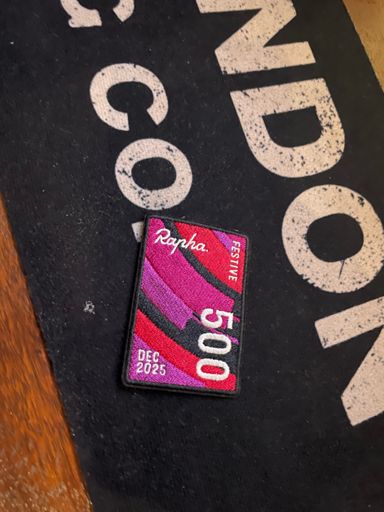 NDON
G CO.
Rapha.
FESTIVE
500
DEC
2025